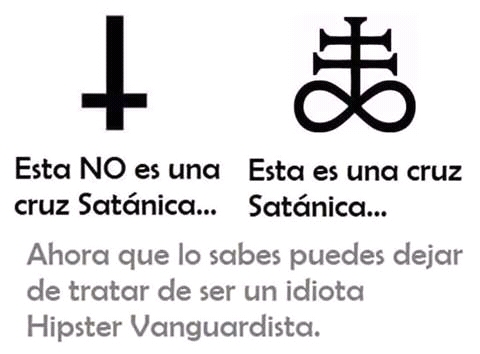 Esta NO es una
cruz Satánica...
Esta es una cruz
Satánica...
Ahora que lo sabes puedes dejar
de tratar de ser un idiota
Hipster Vanguardista.